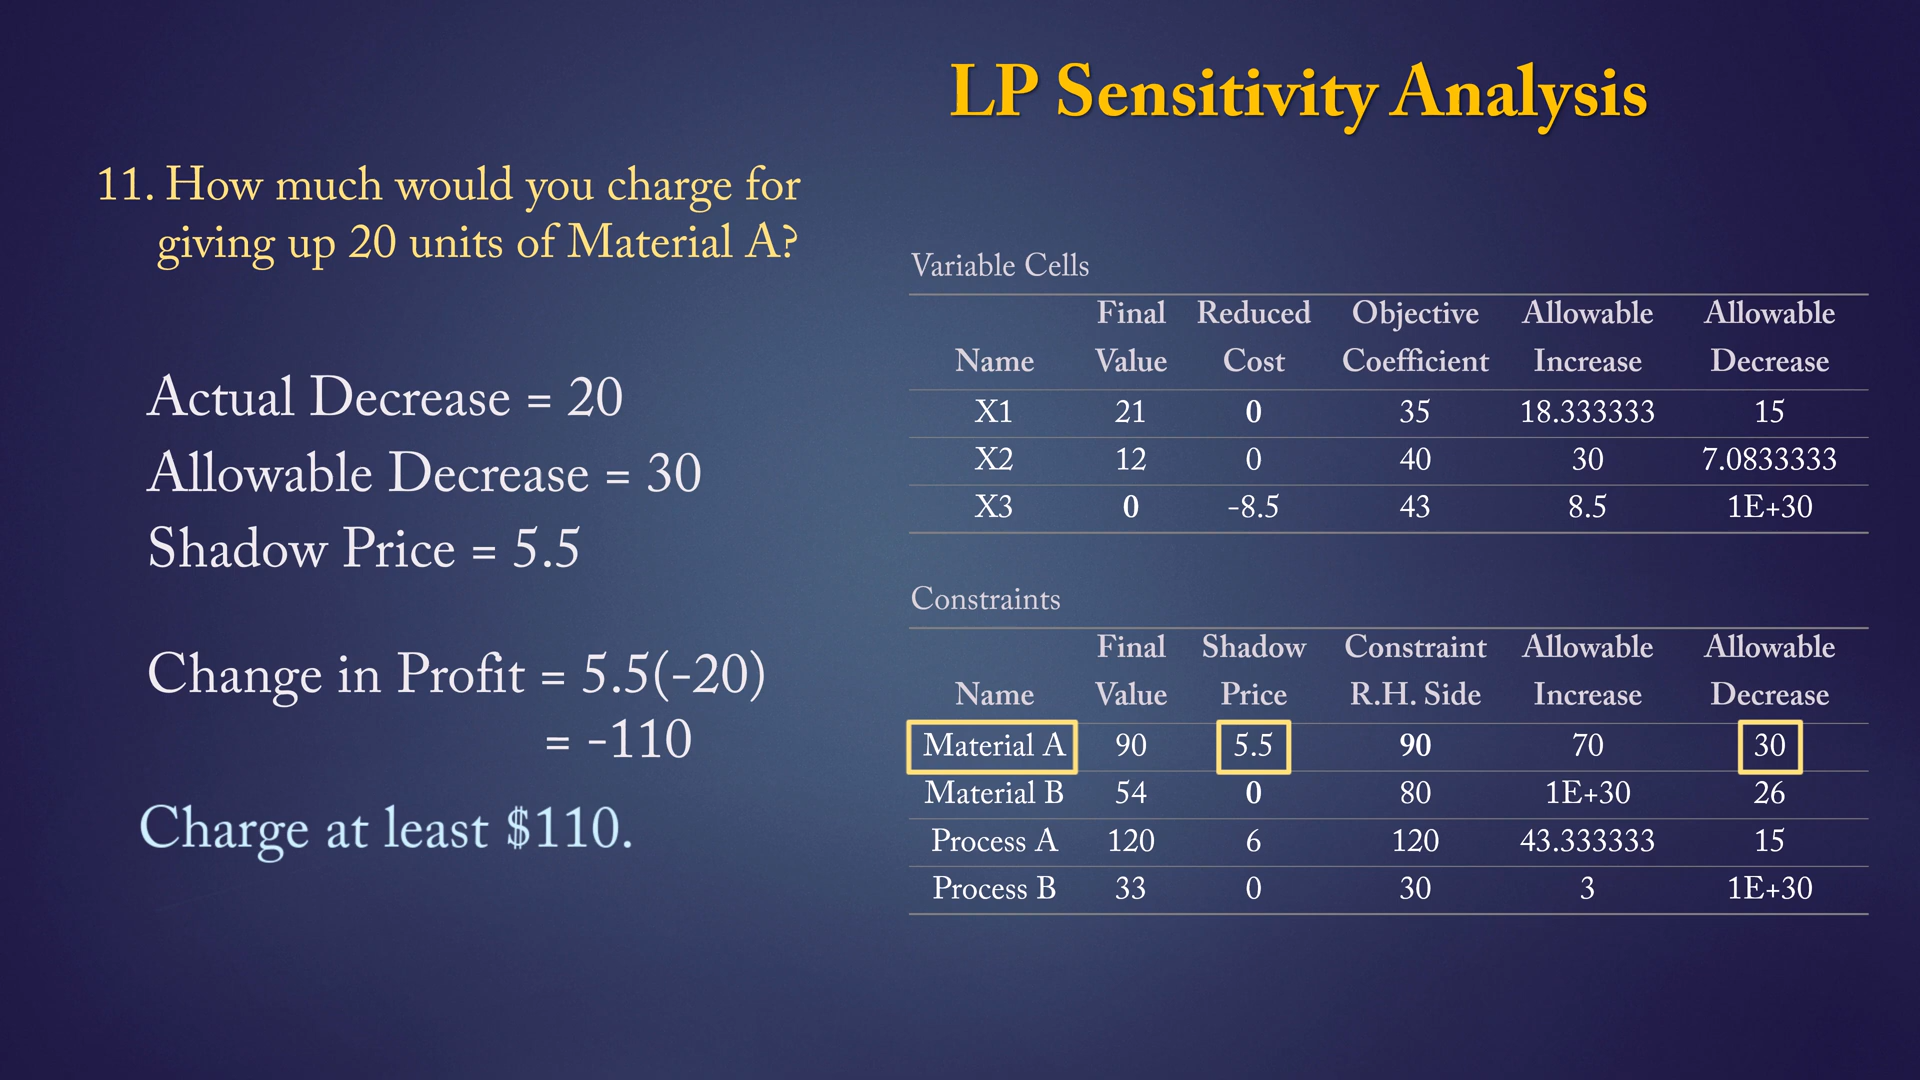 LP Sensitivity Analysis
11. How much would you charge for
giving up 20 units of Material A?
Actual Decrease = 20
Allowable Decrease = 30
Shadow Price = 5.5
Change in Profit = 5.5(-20)
= -110
Charge at least $110.
Variable Cells
Final Reduced Objective Allowable Allowable
Name Value Cost Coefficient Increase Decrease
X1 21 0 35 18.333333 15
X2 12 0 40 30 7.0833333
X3 0 -8.5 43 8.5 1E+30
Constraints
Final Shadow Constraint Allowable Allowable
Name Value Price R.H. Side Increase Decrease
Material A 90 5.5 90 70 30
Material B 54 0 80 1E+30 26
Process A 120 6 120 43.333333 15
Process B 33 0 30 3 1E+30